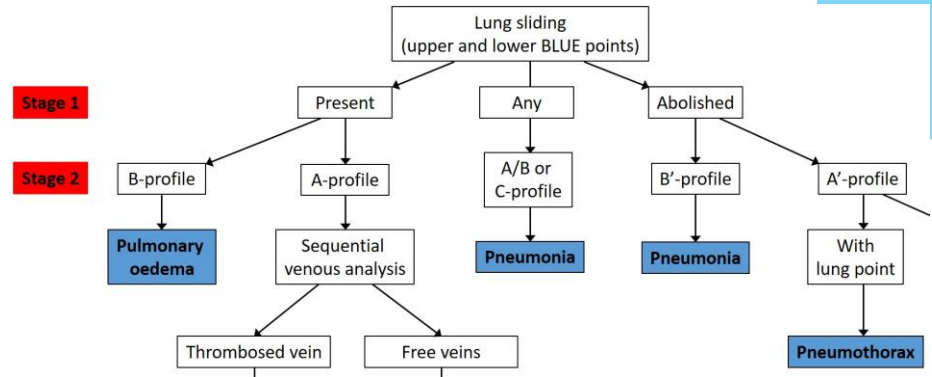 Lung sliding
(upper and lower BLUE points)
Stage 1
Present
Any
Abolished
Stage 2
B-profile
A-profile
A/B or
C-profile
B’-profile
A’-profile
Pulmonary
oedema
Sequential
venous analysis
Pneumonia
Pneumonia
With
lung point
Thrombosed vein
Free veins
Pneumothorax